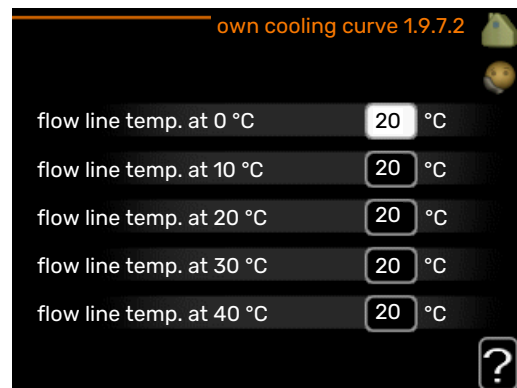 own cooling curve 1.9.7.2
flow line temp. at 0 °C 20 °C
flow line temp. at 10 °C 20 °C
flow line temp. at 20 °C 20 °C
flow line temp. at 30 °C 20 °C
flow line temp. at 40 °C 20 °C
?